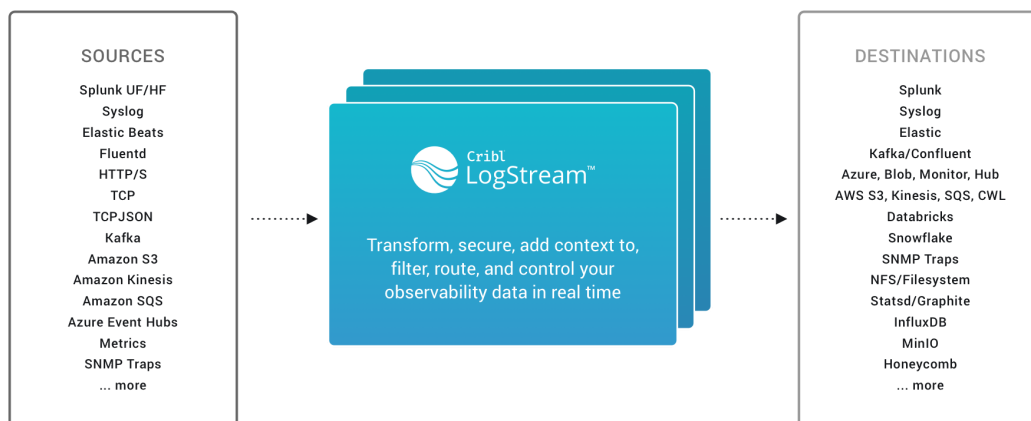 SOURCES
Splunk UF/HF
Syslog
Elastic Beats
Fluentd
HTTP/S
TCP
TCPJSON
Kafka
Amazon S3
Amazon Kinesis
Amazon SQS
Azure Event Hubs
Metrics
SNMP Traps
... more
Cribl
LogStream™
Transform, secure, add context to,
filter, route, and control your
observability data in real time
DESTINATIONS
Splunk
Syslog
Elastic
Kafka/Confluent
Azure, Blob, Monitor, Hub
AWS S3, Kinesis, SQS, CWL
Databricks
Snowflake
SNMP Traps
NFS/Filesystem
Statsd/Graphite
InfluxDB
MinIO
Honeycomb
... more